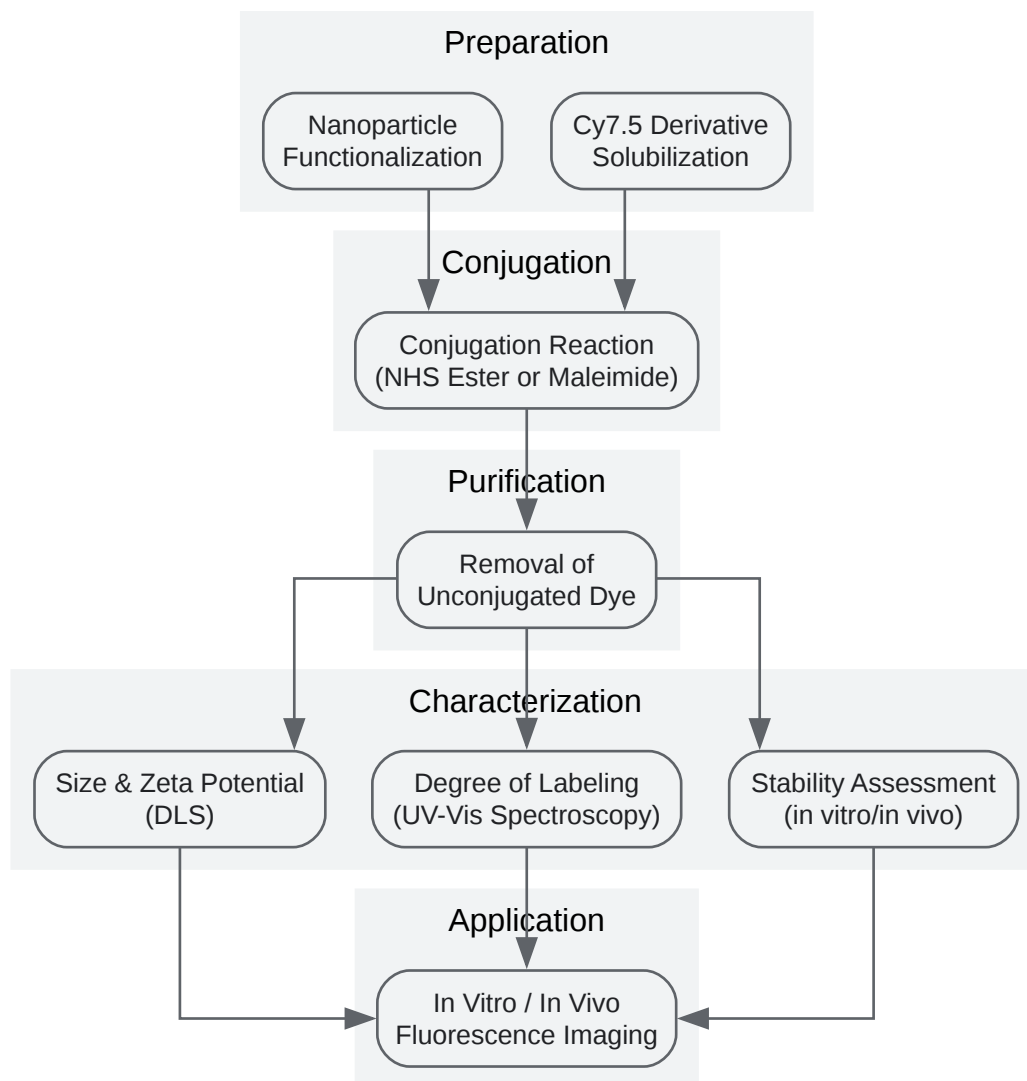 Preparation
Nanoparticle
Functionalization
Cy7.5 Derivative
Solubilization
Conjugation
Conjugation Reaction
(NHS Ester or Maleimide)
Purification
Removal of
Unconjugated Dye
Characterization
Size & Zeta Potential
(DLS)
Degree of Labeling
(UV-Vis Spectroscopy)
Stability Assessment
(in vitro/in vivo)
Application
In Vitro / In Vivo
Fluorescence Imaging